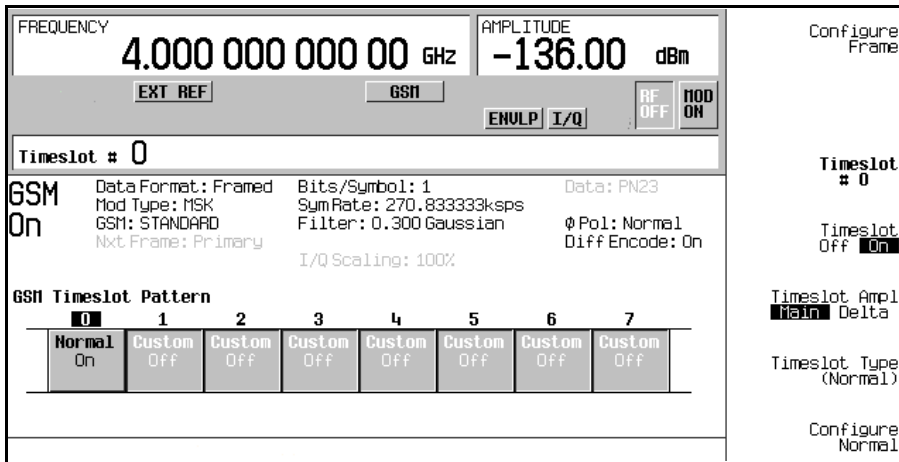 FREQUENCY
4.000 000 000 00 GHz
AMPLITUDE
-136.00 dBm
EXT REF
GSM
ENVLP I/Q
RF OFF
MOD ON
Timeslot # 0
GSM On
Data Format: Framed
Mod Type: MSK
GSM: STANDARD
Nxt Frame: Primary
Bits/Symbol: 1
Sym Rate: 270.833333ksps
Filter: 0.300 Gaussian
I/Q Scaling: 100%
Data: PN23
Φ Pol: Normal
Diff Encode: On
GSM Timeslot Pattern
0 1 2 3 4 5 6 7
Normal Custom Custom Custom Custom Custom Custom Custom
On Off Off Off Off Off Off Off
Configure
Frame
Timeslot
# 0
Timeslot
Off On
Timeslot Ampl
Main Delta
Timeslot Type
(Normal)
Configure
Normal